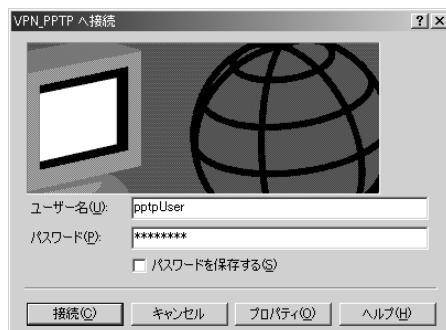 VPN_PPTP へ接続
ユーザー名(U): pptpUser
パスワード(P): ********
パスワードを保存する(S)
接続(C) キャンセル プロパティ(O) ヘルプ(H)